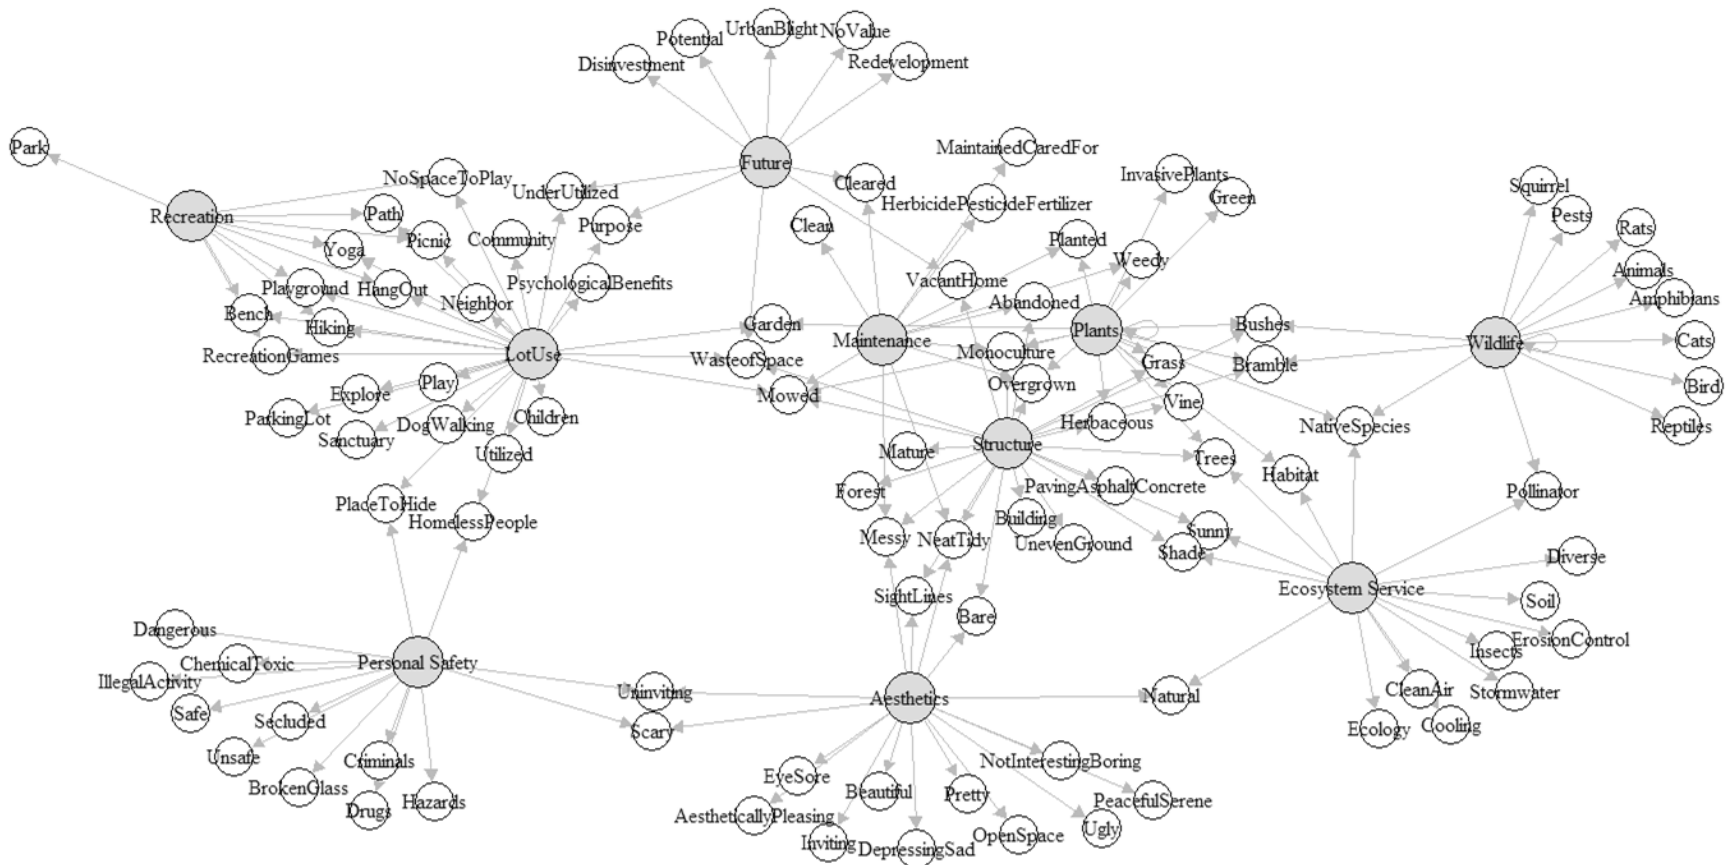 UrbanBlight
NoValue
Potential
Disinvestment
Redevelopment
Park
MaintainedCaredFor
Future
InvasivePlants
NoSpaceToPlay
UnderUtilized
Cleared
Squirrel
HerbicidePesticideFertilizer
Green
Recreation
Path
Purpose
Clean
Pests
Picnic
Community
Planted
Rats
Yoga
Weedy
Animals
Playground
HangOut
PsychologicalBenefits
VacantHome
Neighbor
Abandoned
Amphibians
Bench
Hiking
Garden
Plants
Bushes
RecreationGames
LotUse
WasteofSpace
Maintenance
Monoculture
Grass
Bramble
Wildlife
Cats
Play
Explore
Overgrown
Bird
ParkingLot
DogWalking
Children
Mowed
Vine
Sanctuary
Herbaceous
NativeSpecies
Reptiles
Utilized
Mature
Structure
Trees
Habitat
PlaceToHide
Forest
PavingAsphaltConcrete
Pollinator
HomelessPeople
Building
Messy
NeatTidy
UnevenGround
Sunny
Shade
Diverse
SightLines
Ecosystem Service
Soil
Bare
Dangerous
ErosionControl
ChemicalToxic
Personal Safety
Insects
IllegalActivity
Uninviting
Aesthetics
Natural
CleanAir
Stormwater
Safe
Secluded
Scary
Ecology
Cooling
Unsafe
Criminals
NotInterestingBoring
EyeSore
BrokenGlass
Hazards
Beautiful
Pretty
PeacefulSerene
Drugs
AestheticallyPleasing
Inviting
DepressingSad
OpenSpace
Ugly